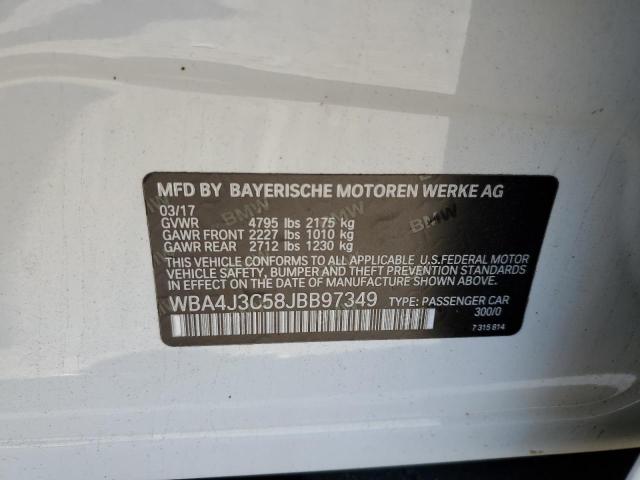 MFD BY BAYERISCHE MOTOREN WERKE AG
03/17
GVWR 4795 lbs 2175 kg
GAWR FRONT 2227 lbs 1010 kg
GAWR REAR 2712 lbs 1230 kg
THIS VEHICLE CONFORMS TO ALL APPLICABLE U.S.FEDERAL MOTOR
VEHICLE SAFETY, BUMPER AND THEFT PREVENTION STANDARDS
IN EFFECT ON THE DATE OF MANUFACTURE SHOWN ABOVE.
WBA4J3C58JBB97349 TYPE: PASSENGER CAR
300/0
7 315 814